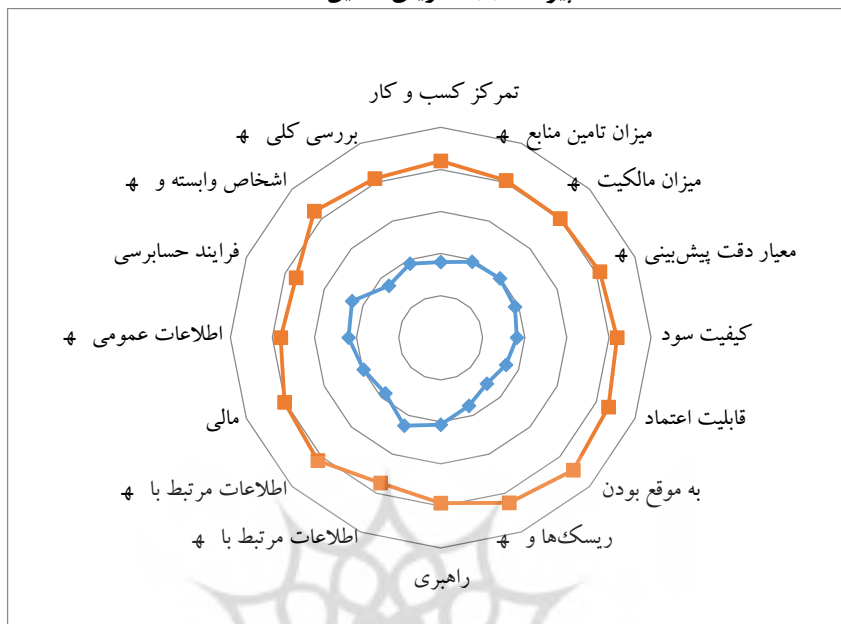 تمرکز کسب و کار
میزان تامین منابع ...
میزان مالکیت ...
معیار دقت پیش‌بینی ...
کیفیت سود
قابلیت اعتماد
به موقع بودن
ریسک‌ها و ...
راهبری
اطلاعات مرتبط با ...
اطلاعات مرتبط با ...
مالی
اطلاعات عمومی ...
فرایند حسابرسی
اشخاص وابسته و ...
بررسی کلی ...